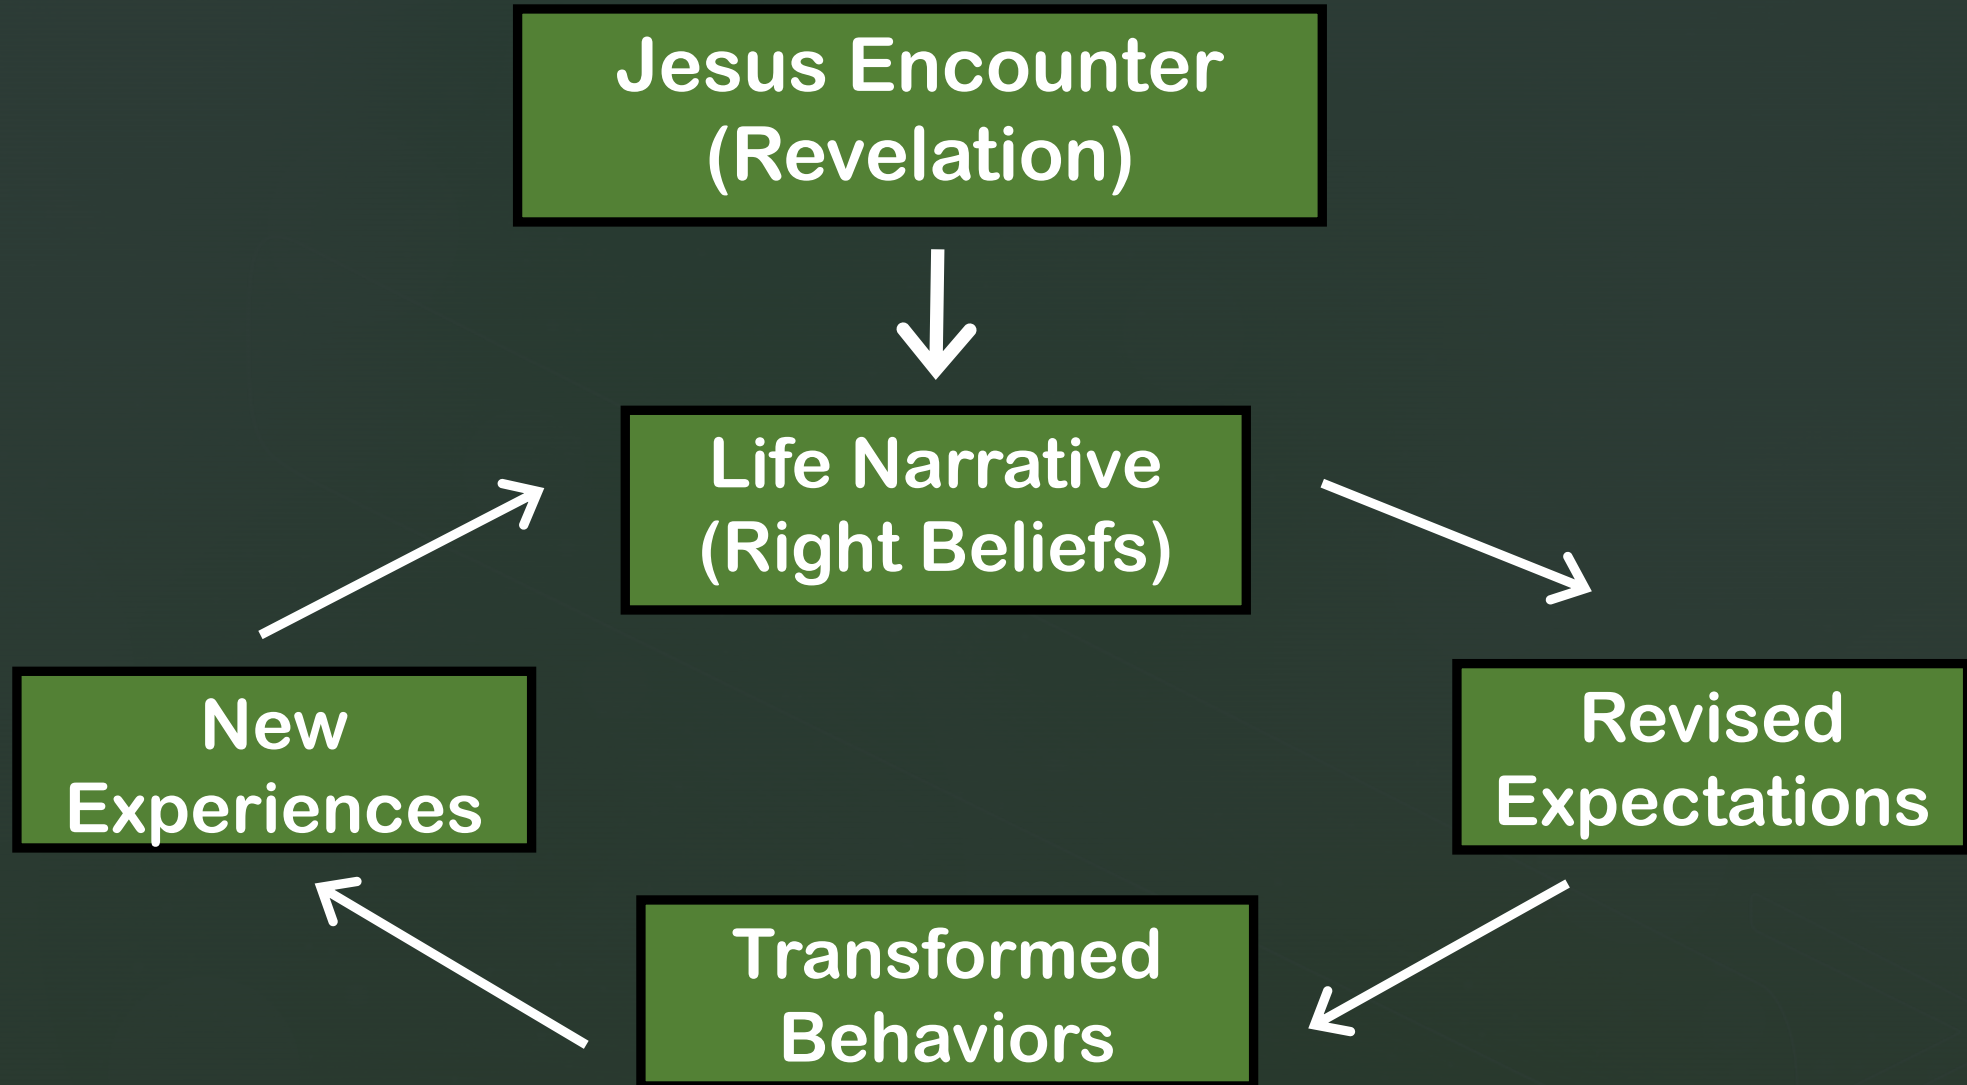 Jesus Encounter
(Revelation)
Life Narrative
(Right Beliefs)
New
Experiences
Revised
Expectations
Transformed
Behaviors